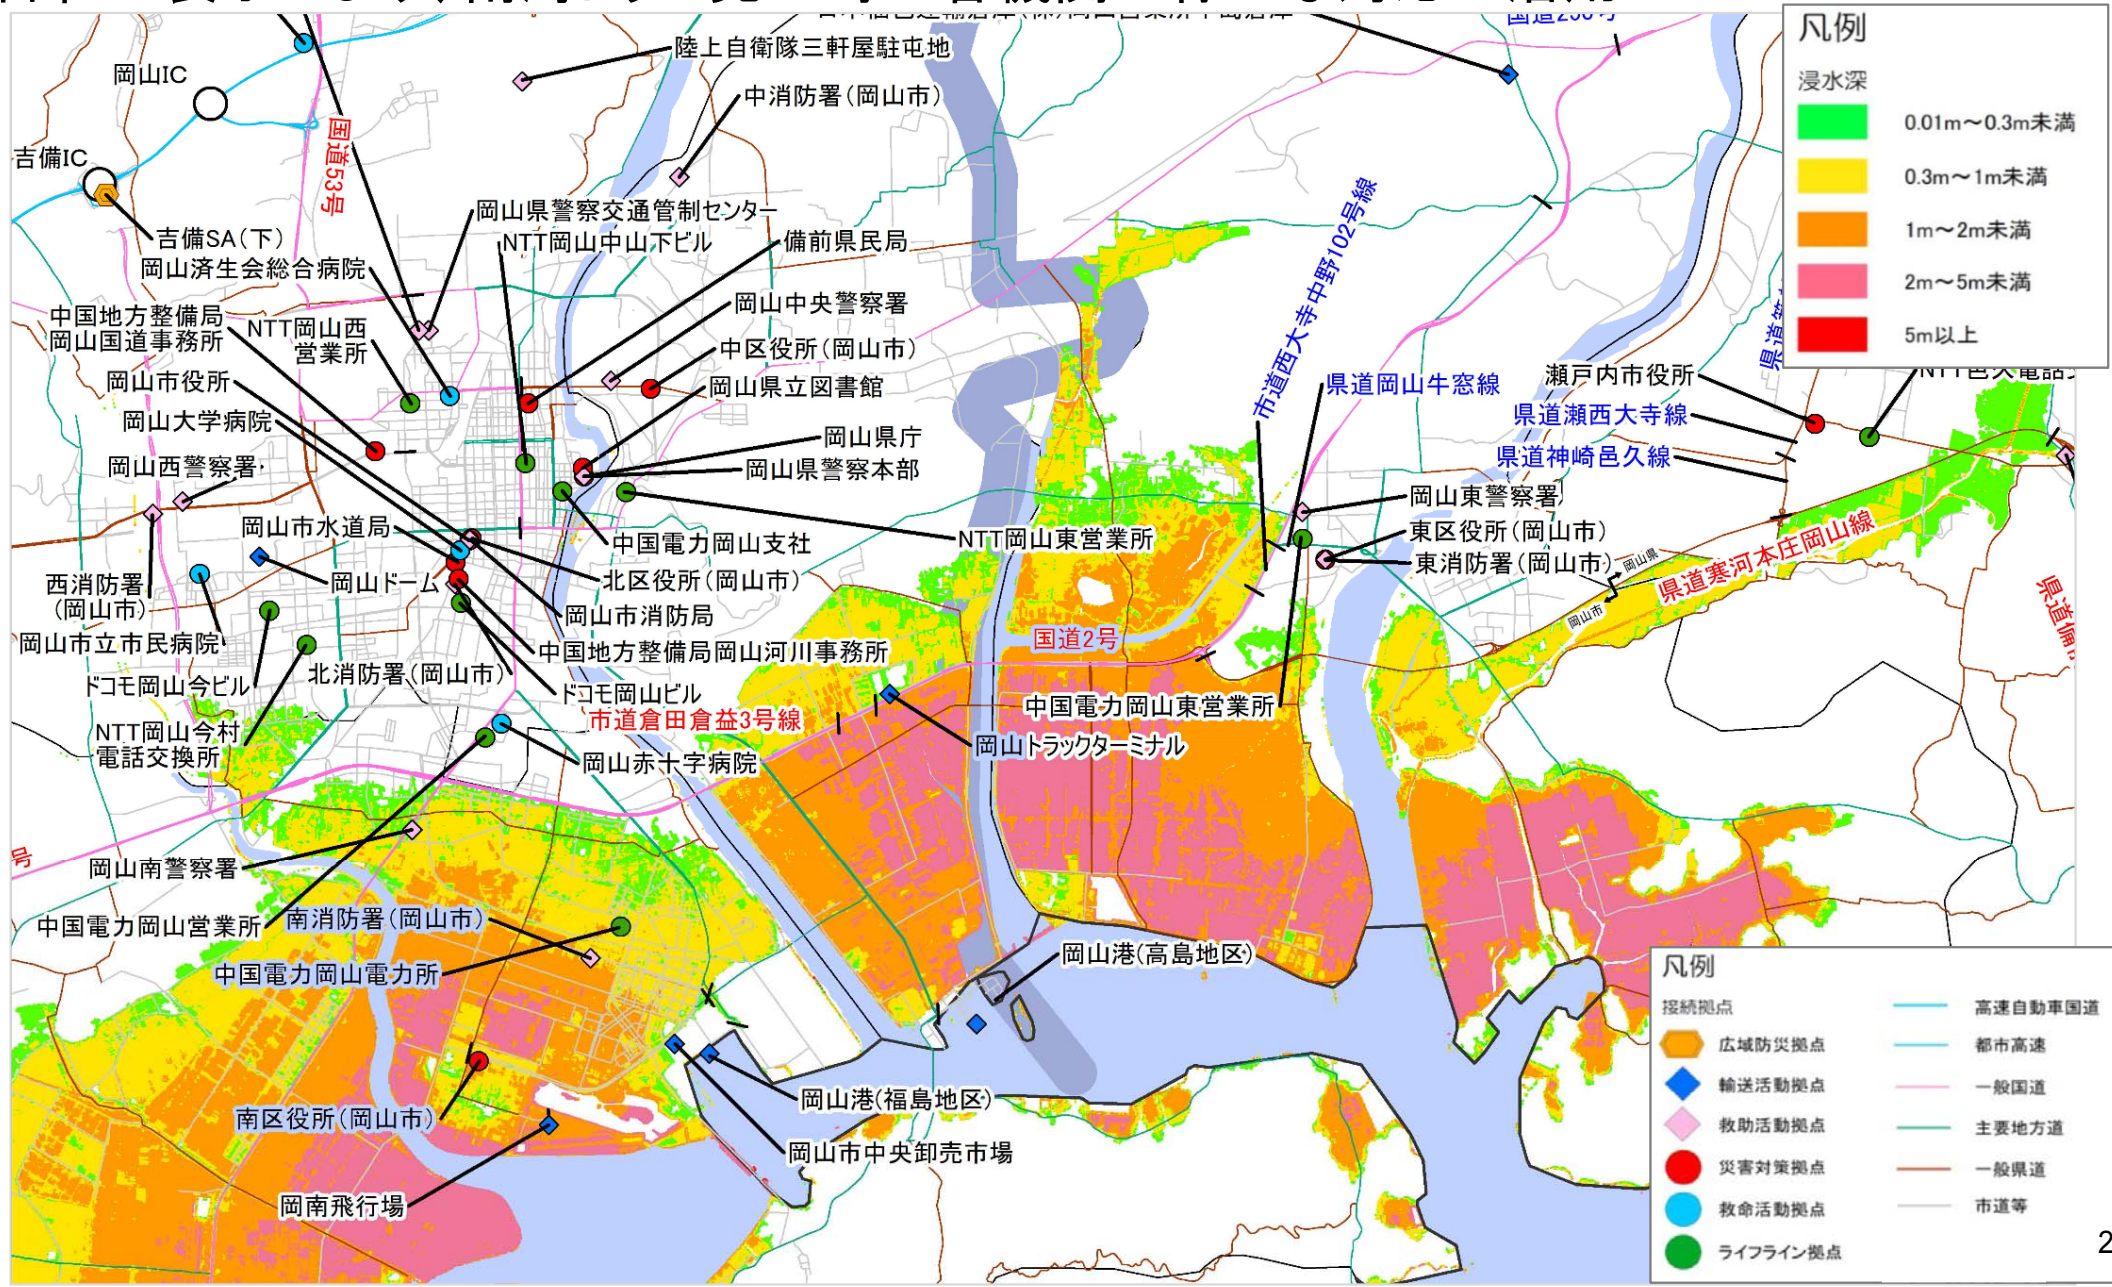 岡山IC
吉備IC
国道53号
陸上自衛隊三軒屋駐屯地
中消防署(岡山市)
吉備SA(下)
岡山済生会総合病院
岡山県警察交通管制センター
NTT岡山中山下ビル
備前県民局
中国地方整備局
岡山国道事務所
NTT岡山西
営業所
岡山中央警察署
中区役所(岡山市)
岡山市役所
岡山県立図書館
岡山大学病院
岡山県庁
岡山西警察署
岡山県警察本部
岡山市水道局
中国電力岡山支社
NTT岡山東営業所
西消防署
(岡山市)
岡山ドーム
北区役所(岡山市)
岡山市消防局
岡山市立市民病院
中国地方整備局岡山河川事務所
北消防署(岡山市)
ドコモ岡山今ビル
ドコモ岡山ビル
市道倉田倉益3号線
NTT岡山今村
電話交換所
岡山赤十字病院
市道西大寺中野102号線
県道岡山牛窓線
瀬戸内市役所
県道瀬西大寺線
県道神崎邑久線
岡山東警察署
東区役所(岡山市)
東消防署(岡山市)
岡山県
岡山市
県道寒河本庄岡山線
国道2号
中国電力岡山東営業所
岡山トラックターミナル
号
岡山南警察署
中国電力岡山営業所
南消防署(岡山市)
中国電力岡山電力所
岡山港(高島地区)
南区役所(岡山市)
岡山港(福島地区)
岡山市中央卸売市場
岡南飛行場
凡例
浸水深
0.01m～0.3m未満
0.3m～1m未満
1m～2m未満
2m～5m未満
5m以上
凡例
接続拠点
広域防災拠点
輸送活動拠点
救助活動拠点
災害対策拠点
救命活動拠点
ライフライン拠点
高速自動車国道
都市高速
一般国道
主要地方道
一般県道
市道等
2